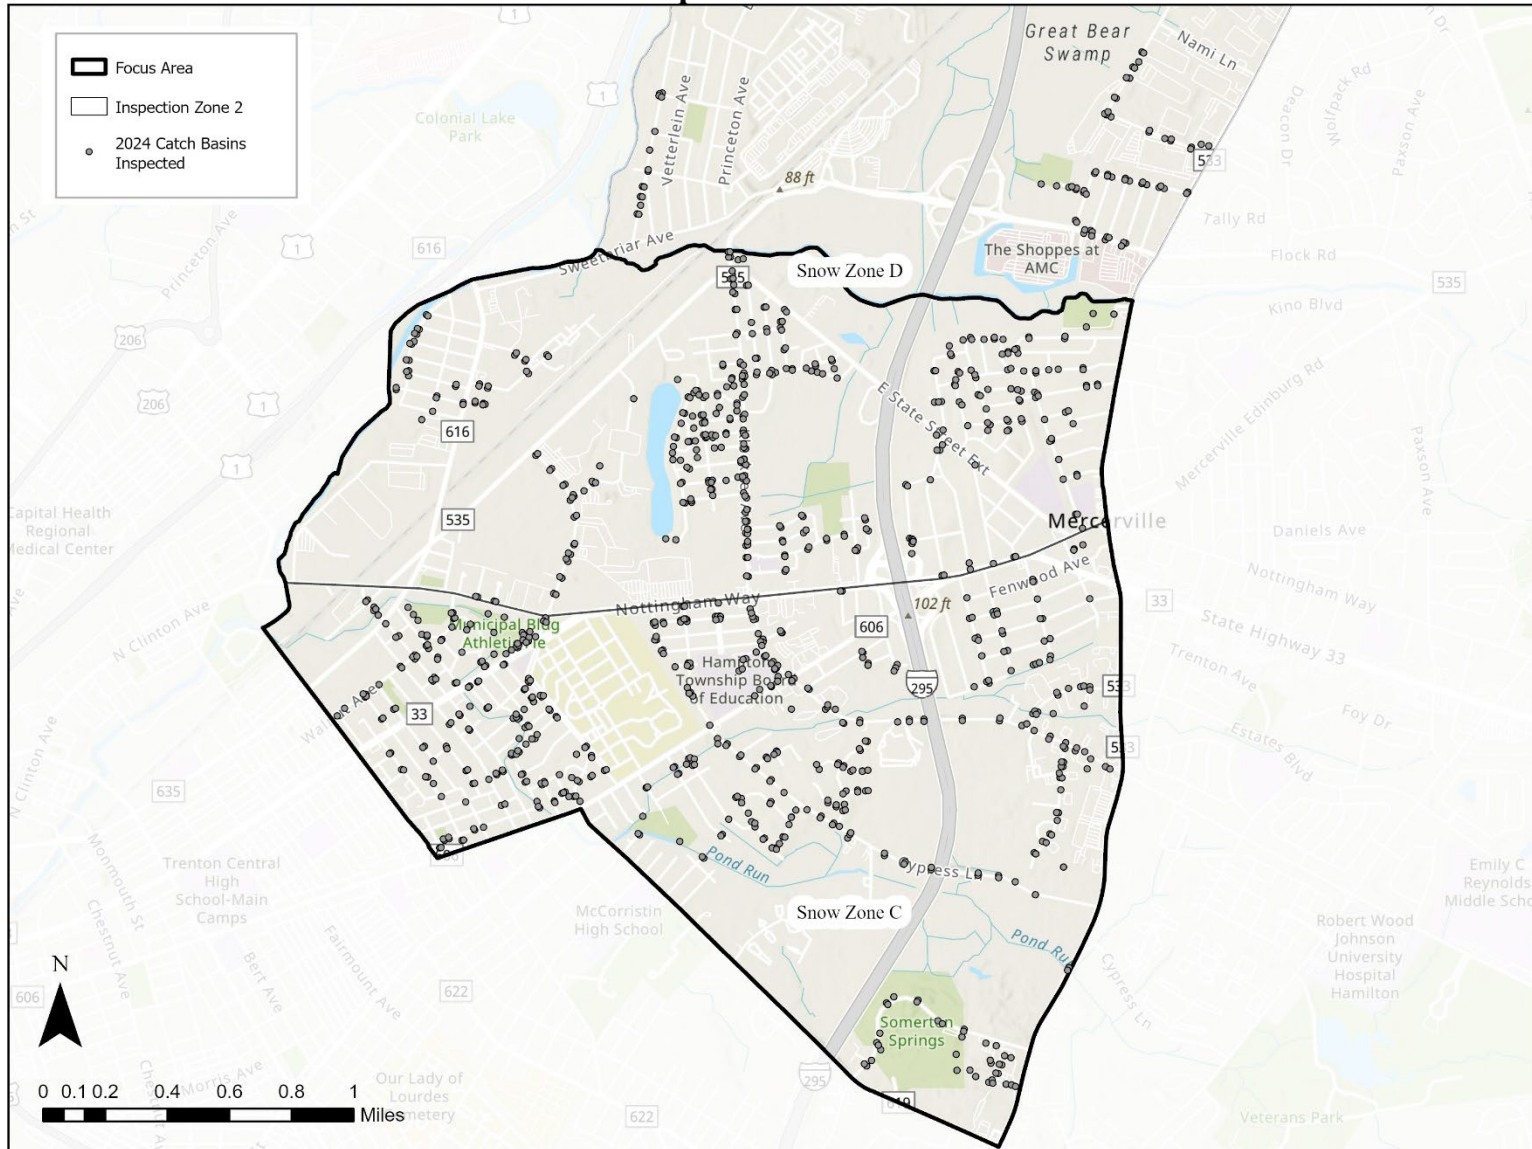 Focus Area
Inspection Zone 2
2024 Catch Basins
Inspected
1
1
Colonial Lake
Park
Vetterlein Ave
Princeton Ave
88 ft
Great Bear
Swamp
Nami Ln
Deacon Dr
Wolfpack Rd
Paxson Ave
533
Tally Rd
The Shoppes at
AMC
Flock Rd
535
Kino Blvd
Princeton Ave
1
616
Sweetbriar Ave
Snow Zone D
206
206
1
1
616
E State Street Ext
Mercerville Edinburg Rd
Paxson Ave
Capital Health
Regional
Medical Center
535
Mercerville
Daniels Ave
Nottingham Way
Fenwood Ave
Nottingham Way
33
State Highway 33
N Clinton Ave
102 ft
606
Hamilton
Township Board
of Education
295
Trenton Ave
Foy Dr
Estates Blvd
33
N Clinton Ave
635
Monmouth St
Trenton Central
High
School-Main
Camps
Chestnut Ave
Pond Run
Cypress Ln
Emily C
Reynolds
Middle Scho
McCorristin
High School
Snow Zone C
Fairmount Ave
Bert Ave
Pond Run
Cypress Ln
Robert Wood
Johnson
University
Hospital
Hamilton
N
606
622
Somerton
Springs
295
Morris Ave
Our Lady of
Lourdes
622
Veterans Park
0 0.1 0.2 0.4 0.6 0.8 1
Miles